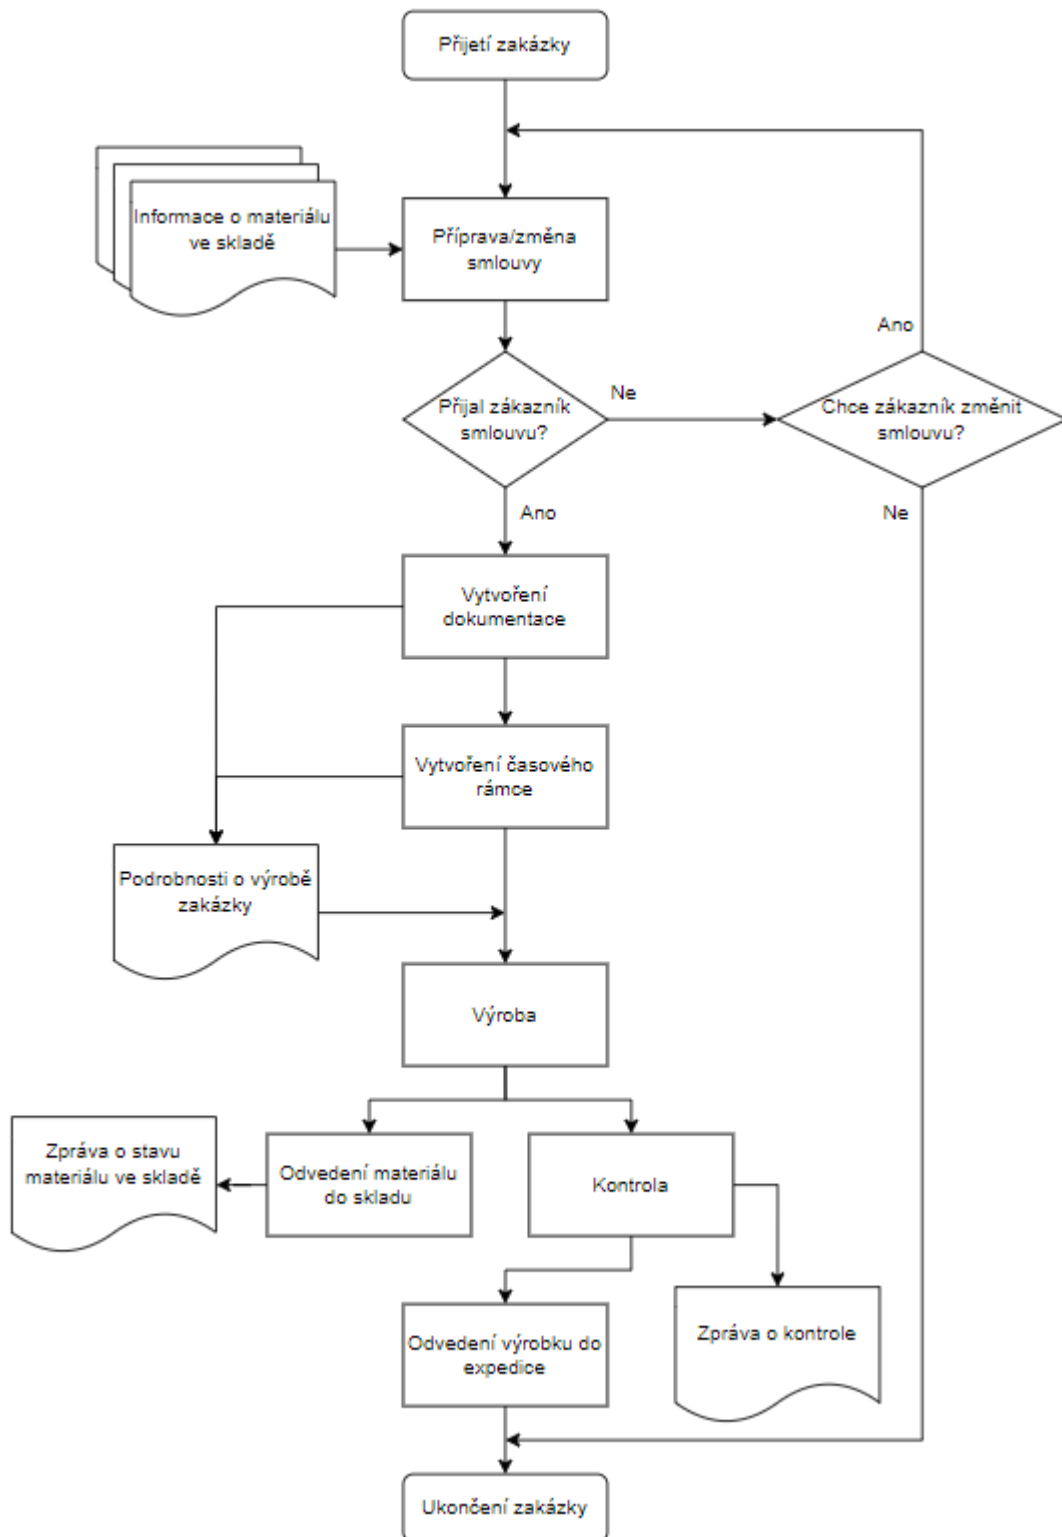 Přijetí zakázky
Informace o materiálu
ve skladě
Příprava/změna
smlouvy
Ano
Přijal zákazník
smlouvu?
Ne
Chce zákazník změnit
smlouvu?
Ano
Ne
Vytvoření
dokumentace
Vytvoření časového
rámce
Podrobnosti o výrobě
zakázky
Výroba
Zpráva o stavu
materiálu ve skladě
Odvedení materiálu
do skladu
Kontrola
Odvedení výrobku do
expedice
Zpráva o kontrole
Ukončení zakázky